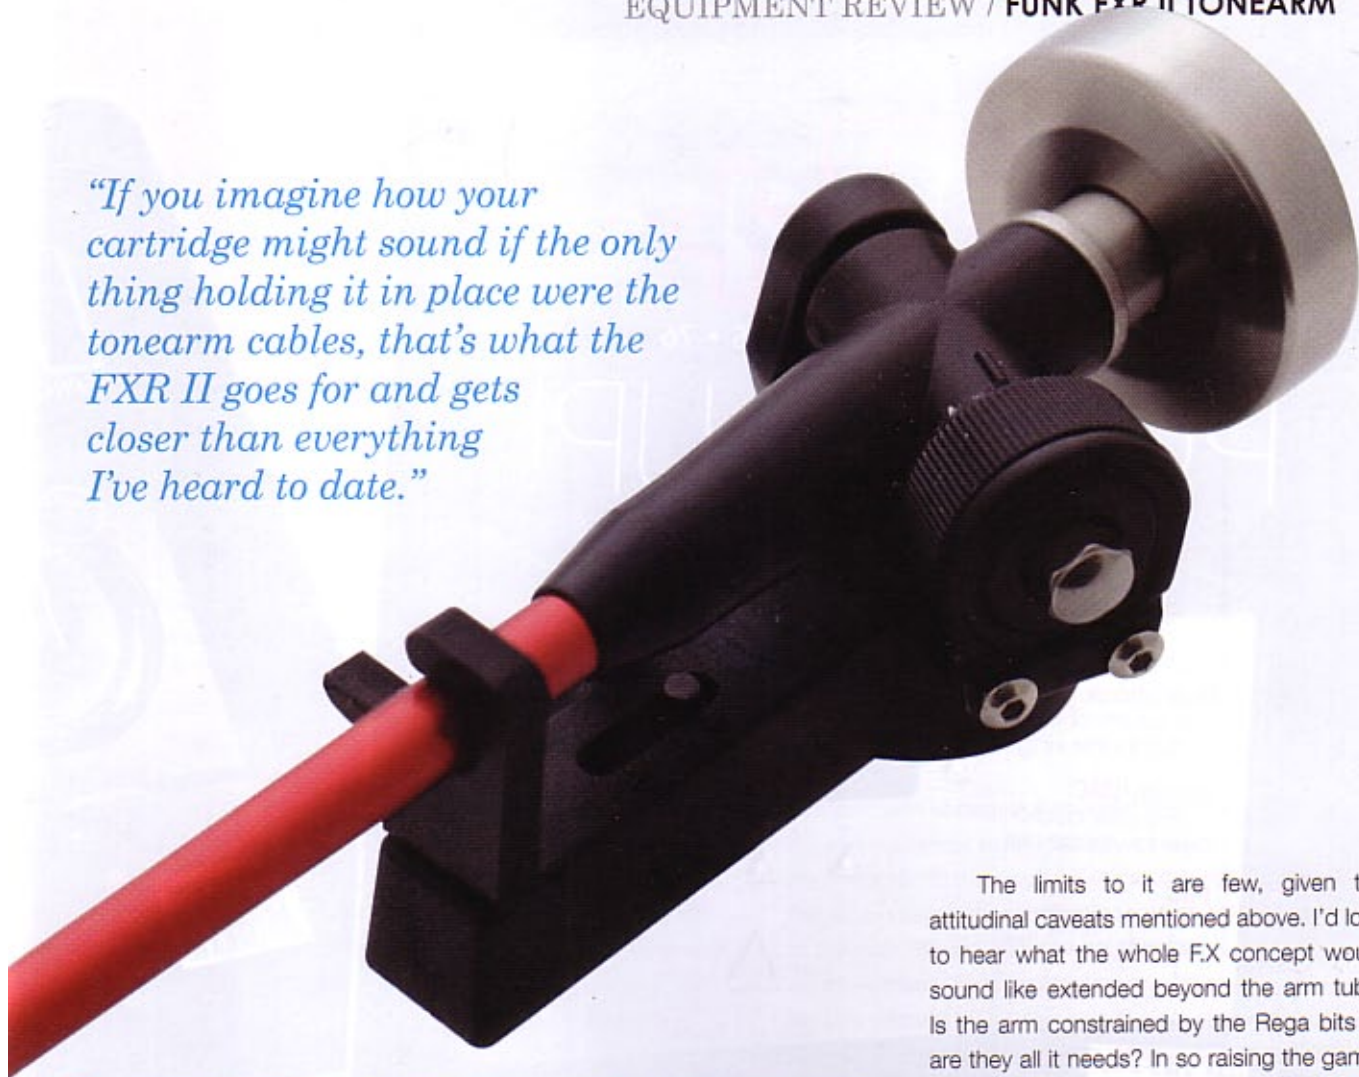 EQUIPMENT REVIEW / FUNK FXR II TONEARM
“If you imagine how your
cartridge might sound if the only
thing holding it in place were the
tonearm cables, that’s what the
FXR II goes for and gets
closer than everything
I’ve heard to date.”
The limits to it are few, given
attitudinal caveats mentioned above. I’d
to hear what the whole F.X concept
sound like extended beyond the arm
Is the arm constrained by the Rega bits
are they all it needs? In so raising the